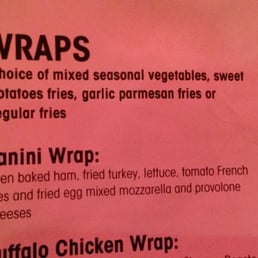 WRAPS
hoice of mixed seasonal vegetables, sweet
otatoes fries, garlic parmesan fries or
egular fries
anini Wrap:
en baked ham, fried turkey, lettuce, tomato French
es and fried egg mixed mozzarella and provolone
eeses
uffalo Chicken Wrap: